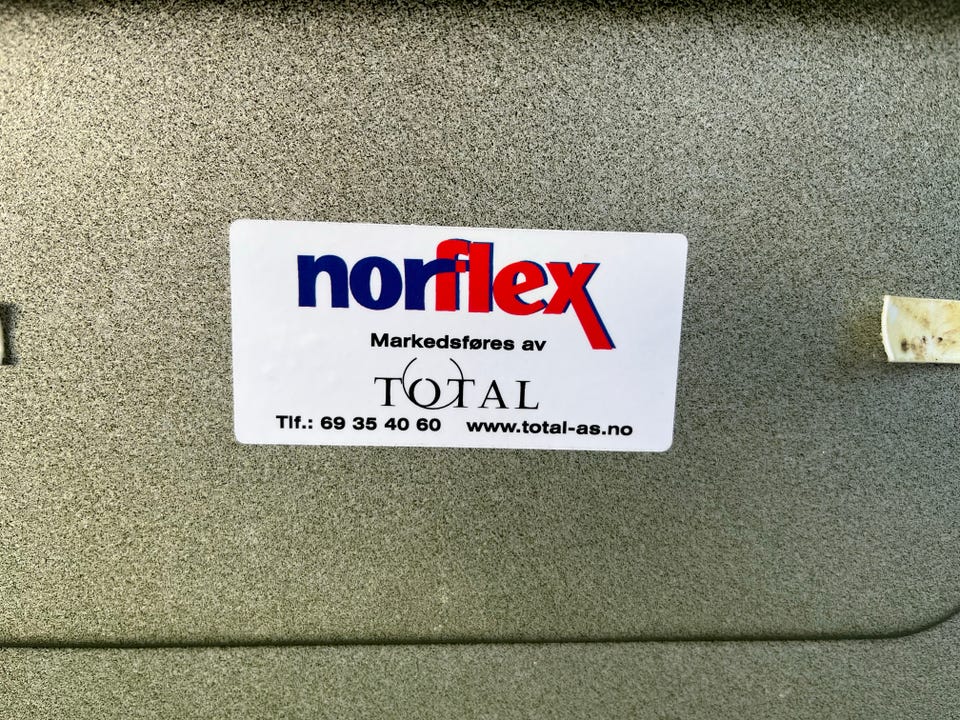 norflex
Markedsføres av
TOTAL
Tlf.: 69 35 40 60 www.total-as.no